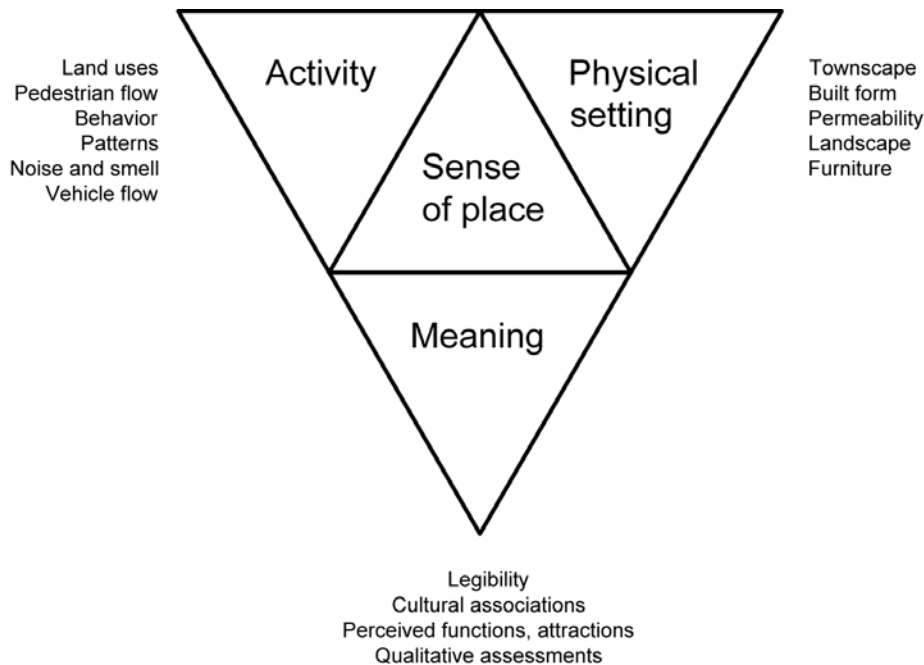 Land uses
Pedestrian flow
Behavior
Patterns
Noise and smell
Vehicle flow
Activity
Physical
setting
Townscape
Built form
Permeability
Landscape
Furniture
Sense
of place
Meaning
Legibility
Cultural associations
Perceived functions, attractions
Qualitative assessments